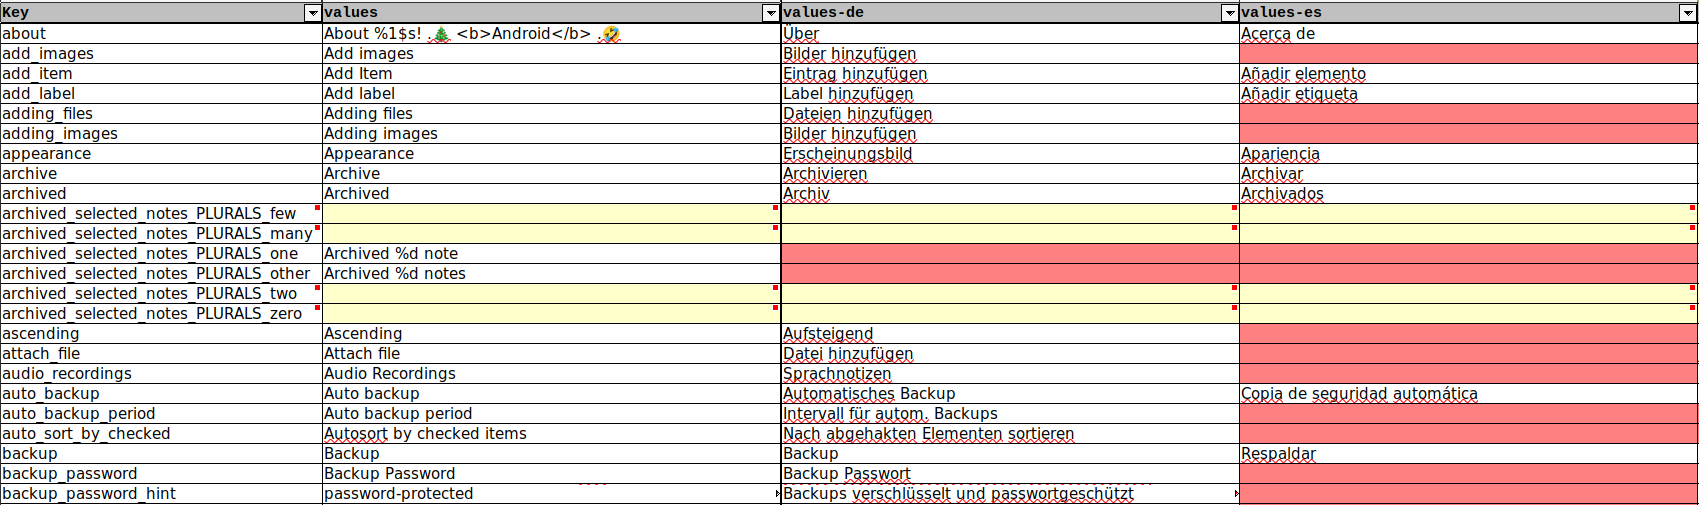 Key values values-de values-es
about About %1$s! .🎄 <b>Android</b> .🤣 Über Acerca de
add_images Add images Bilder hinzufügen
add_item Add Item Eintrag hinzufügen Añadir elemento
add_label Add label Label hinzufügen Añadir etiqueta
adding_files Adding files Dateien hinzufügen
adding_images Adding images Bilder hinzufügen
appearance Appearance Erscheinungsbild Apariencia
archive Archive Archivieren Archivar
archived Archived Archiv Archivados
archived_selected_notes_PLURALS_few
archived_selected_notes_PLURALS_many
archived_selected_notes_PLURALS_one Archived %d note
archived_selected_notes_PLURALS_other Archived %d notes
archived_selected_notes_PLURALS_two
archived_selected_notes_PLURALS_zero
ascending Ascending Aufsteigend
attach_file Attach file Datei hinzufügen
audio_recordings Audio Recordings Sprachnotizen
auto_backup Auto backup Automatisches Backup Copia de seguridad automática
auto_backup_period Auto backup period Intervall für autom. Backups
auto_sort_by_checked Autosort by checked items Nach abgehakten Elementen sortieren
backup Backup Backup Respaldar
backup_password Backup Password Backup Passwort
backup_password_hint password-protected Backups verschlüsselt und passwortgeschützt